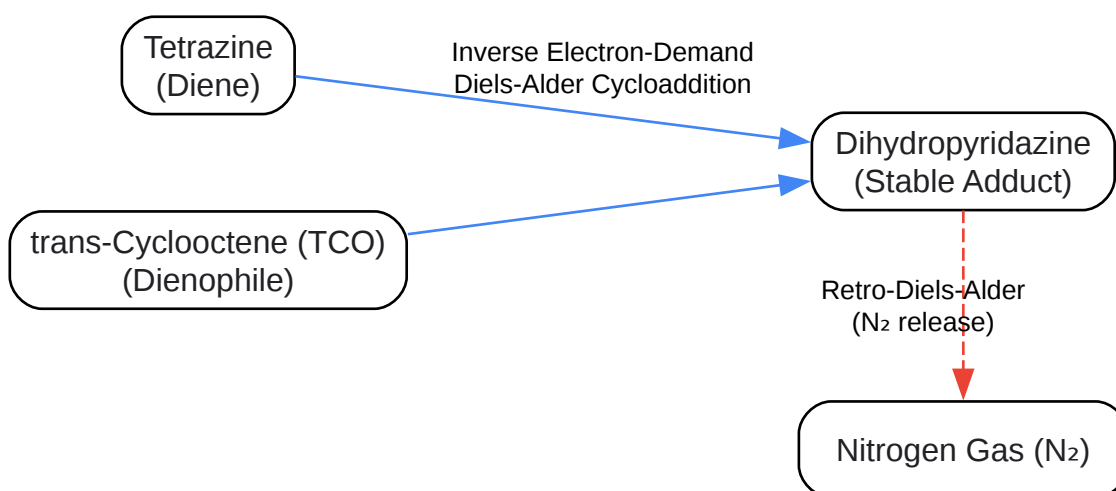 Tetrazine
(Diene)
Inverse Electron-Demand
Diels-Alder Cycloaddition
Dihydropyridazine
(Stable Adduct)
trans-Cyclooctene (TCO)
(Dienophile)
Retro-Diels-Alder
(N₂ release)
Nitrogen Gas (N₂)